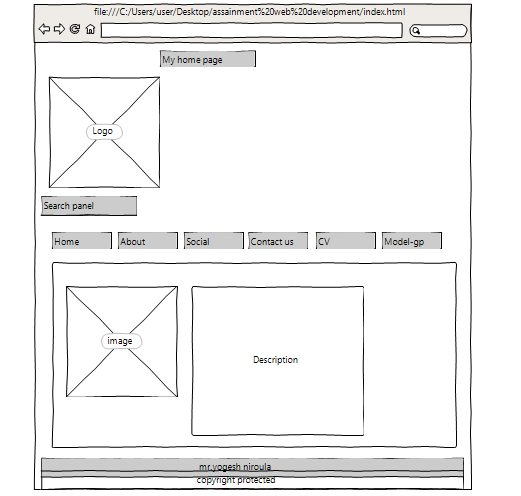 file:///C:/Users/user/Desktop/assainment%20web%20development/index.html
My home page
Logo
Search panel
Home About Social Contact us CV Model-gp
image
Description
mr.yogesh niroula
copyright protected